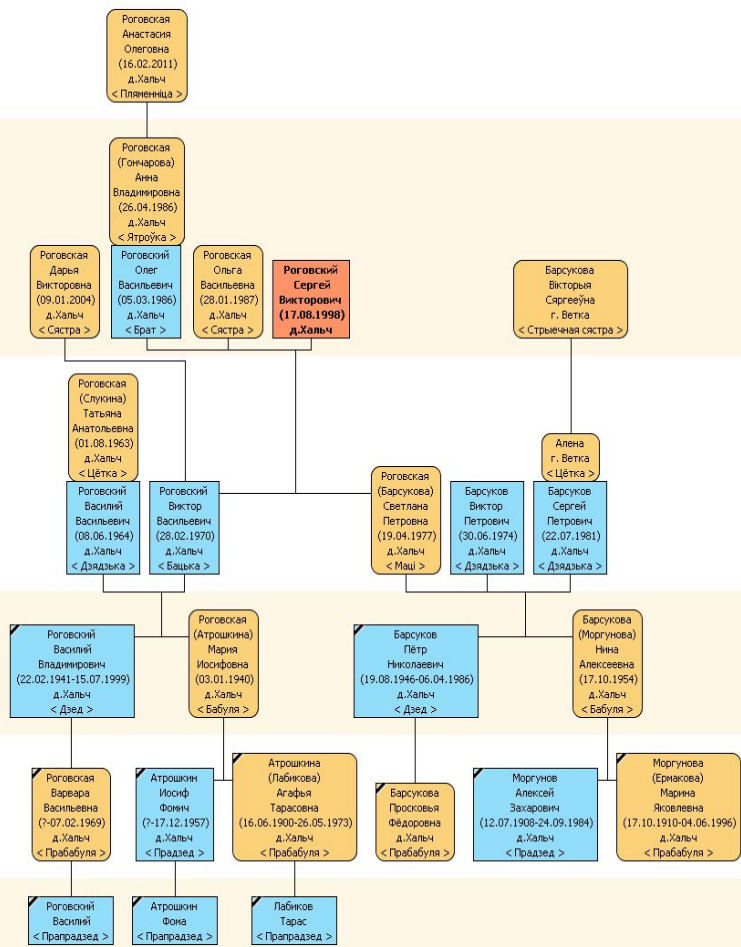 Роговская
Анастасия
Олеговна
(16.02.2011)
д.Хальч
< Пляменніца >
Роговская
(Гончарова)
Анна
Владимировна
(26.04.1986)
д.Хальч
< Ятроўка >
Роговская
Дарья
Викторовна
(09.01.2004)
д.Хальч
< Сястра >
Роговский
Олег
Васильевич
(05.03.1986)
д.Хальч
< Брат >
Роговская
Ольга
Васильевна
(28.01.1987)
д.Хальч
< Сястра >
Роговский
Сергей
Викторович
(17.08.1998)
д.Хальч
Барсукова
Вікторыя
Сяргееўна
г. Ветка
< Стрыечная сястра >
Роговская
(Слукина)
Татьяна
Анатольевна
(01.08.1963)
д.Хальч
< Цётка >
Роговский
Василий
Васильевич
(08.06.1964)
д.Хальч
< Дзядзька >
Роговский
Виктор
Васильевич
(28.02.1970)
д.Хальч
< Бацька >
Роговская
(Барсукова)
Светлана
Петровна
(19.04.1977)
д.Хальч
< Маці >
Барсуков
Виктор
Петрович
(30.06.1974)
д.Хальч
< Дзядзька >
Алена
г. Ветка
< Цётка >
Барсуков
Сергей
Петрович
(22.07.1981)
д.Хальч
< Дзядзька >
Роговский
Василий
Владимирович
(22.02.1941-15.07.1999)
д.Хальч
< Дзед >
Роговская
(Атрошкина)
Мария
Иосифовна
(03.01.1940)
д.Хальч
< Бабуля >
Барсуков
Пётр
Николаевич
(19.08.1946-06.04.1986)
д.Хальч
< Дзед >
Барсукова
(Моргунова)
Нина
Алексеевна
(17.10.1954)
д.Хальч
< Бабуля >
Роговская
Варвара
Васильевна
(?-07.02.1969)
д.Хальч
< Прабабуля >
Атрошкин
Иосиф
Фомич
(?-17.12.1957)
д.Хальч
< Прадзед >
Атрошкина
(Лабикова)
Агафья
Тарасовна
(16.06.1900-26.05.1973)
д.Хальч
< Прабабуля >
Барсукова
Просковья
Фёдоровна
д.Хальч
< Прабабуля >
Моргунов
Алексей
Захарович
(12.07.1908-24.09.1984)
д.Хальч
< Прадзед >
Моргунова
(Ермакова)
Марина
Яковлевна
(17.10.1910-04.06.1996)
д.Хальч
< Прабабуля >
Роговский
Василий
< Прапрадзед >
Атрошкин
Фома
< Прапрадзед >
Лабиков
Тарас
< Прапрадзед >